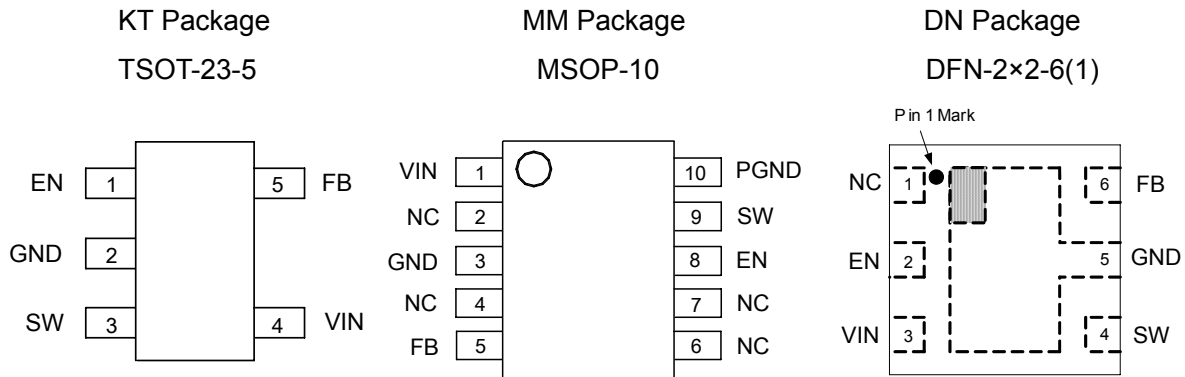 KT Package
TSOT-23-5
EN 1 5 FB
GND 2
SW 3 4 VIN
MM Package
MSOP-10
VIN 1 10 PGND
NC 2 9 SW
GND 3 8 EN
NC 4 7 NC
FB 5 6 NC
DN Package
DFN-2×2-6(1)
Pin 1 Mark
NC 1 6 FB
EN 2 5 GND
VIN 3 4 SW